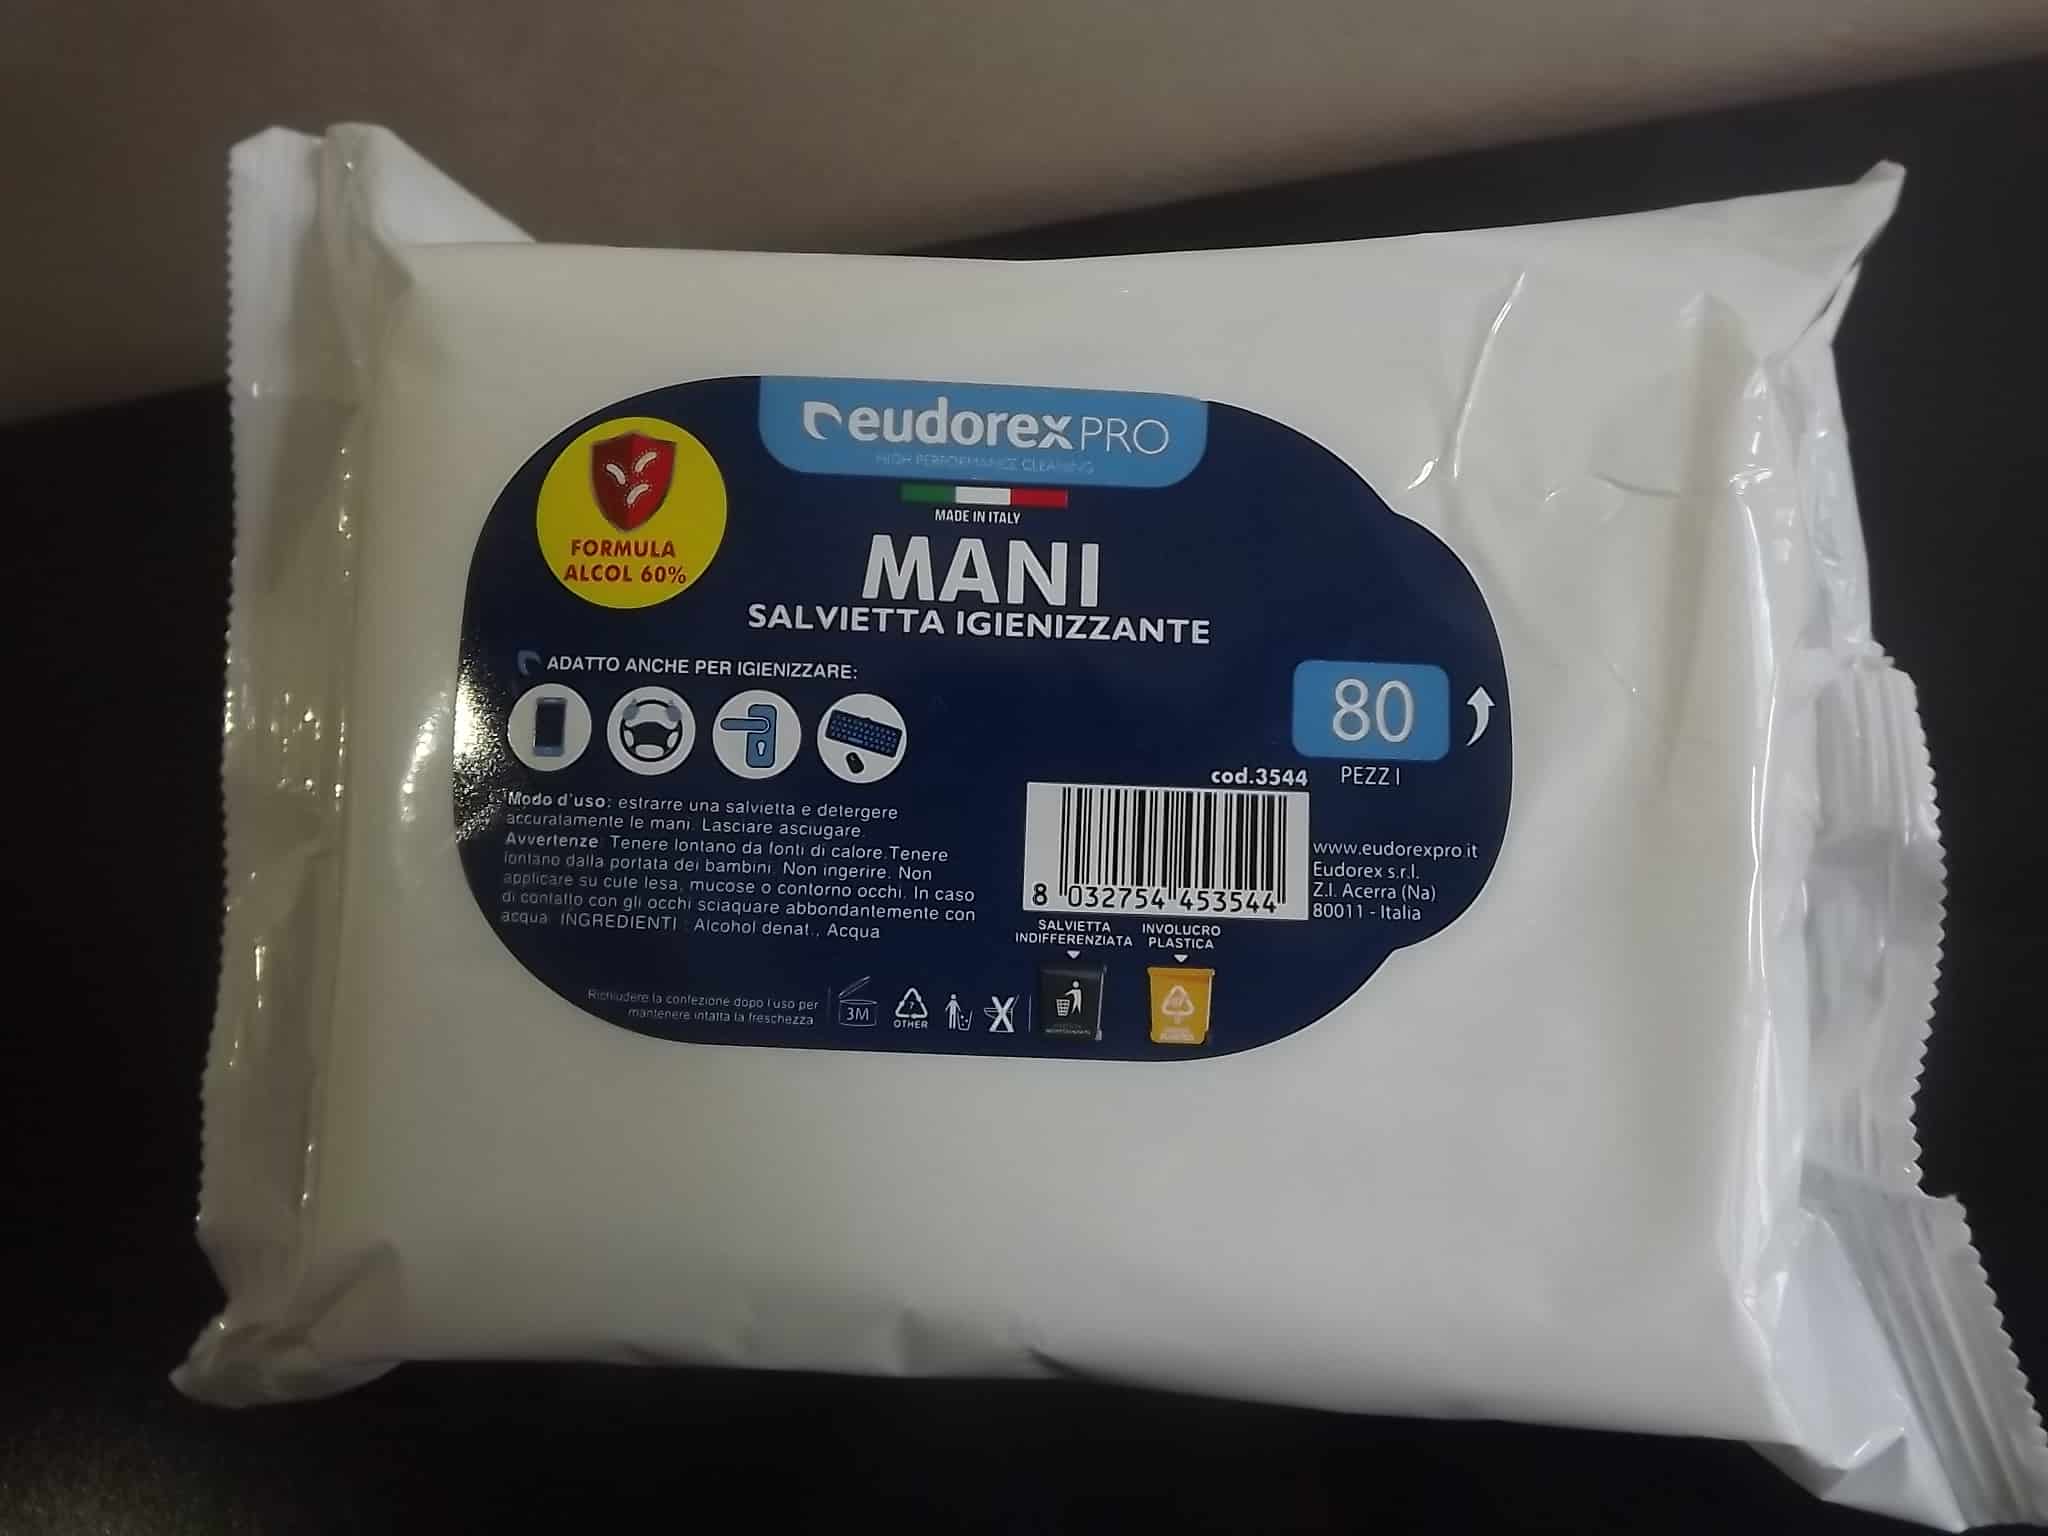 eudorex PRO
HIGH PERFORMANCE CLEANING
MADE IN ITALY
FORMULA
ALCOL 60%
MANI
SALVIETTA IGIENIZZANTE
ADATTO ANCHE PER IGIENIZZARE:
80
PEZZI
cod.3544
Modo d'uso: estrarre una salvietta e detergere
accuratamente le mani. Lasciare asciugare.
Avvertenze: Tenere lontano da fonti di calore.Tenere
lontano dalla portata dei bambini. Non ingerire. Non
applicare su cute lesa, mucose o contorno occhi. In caso
di contatto con gli occhi sciaquare abbondantemente con
acqua. INGREDIENTI : Alcohol denat., Acqua
8 032754 453544
www.eudorexpro.it
Eudorex s.r.l.
Z.I. Acerra (Na)
80011 - Italia
SALVIETTA
INDIFFERENZIATA
INVOLUCRO
PLASTICA
Richiudere la confezione dopo l'uso per
mantenere intatta la freschezza
3M
7
OTHER